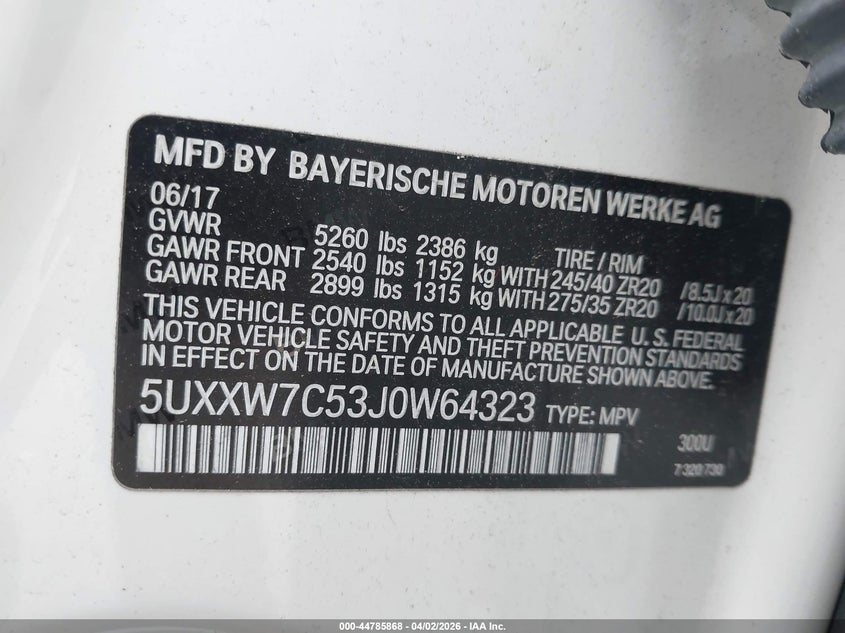 MFD BY BAYERISCHE MOTOREN WERKE AG
06/17
GVWR 5260 lbs 2386 kg TIRE / RIM
GAWR FRONT 2540 lbs 1152 kg WITH 245/40 ZR20 /8.5J x 20
GAWR REAR 2899 lbs 1315 kg WITH 275/35 ZR20 /10.0J x 20
THIS VEHICLE CONFORMS TO ALL APPLICABLE U. S. FEDERAL
MOTOR VEHICLE SAFETY AND THEFT PREVENTION STANDARDS
IN EFFECT ON THE DATE OF MANUFACTURE SHOWN ABOVE.
5UXXW7C53J0W64323 TYPE: MPV
300U
7 320 730
000-44785868 | 04/02/2026 - IAA Inc.